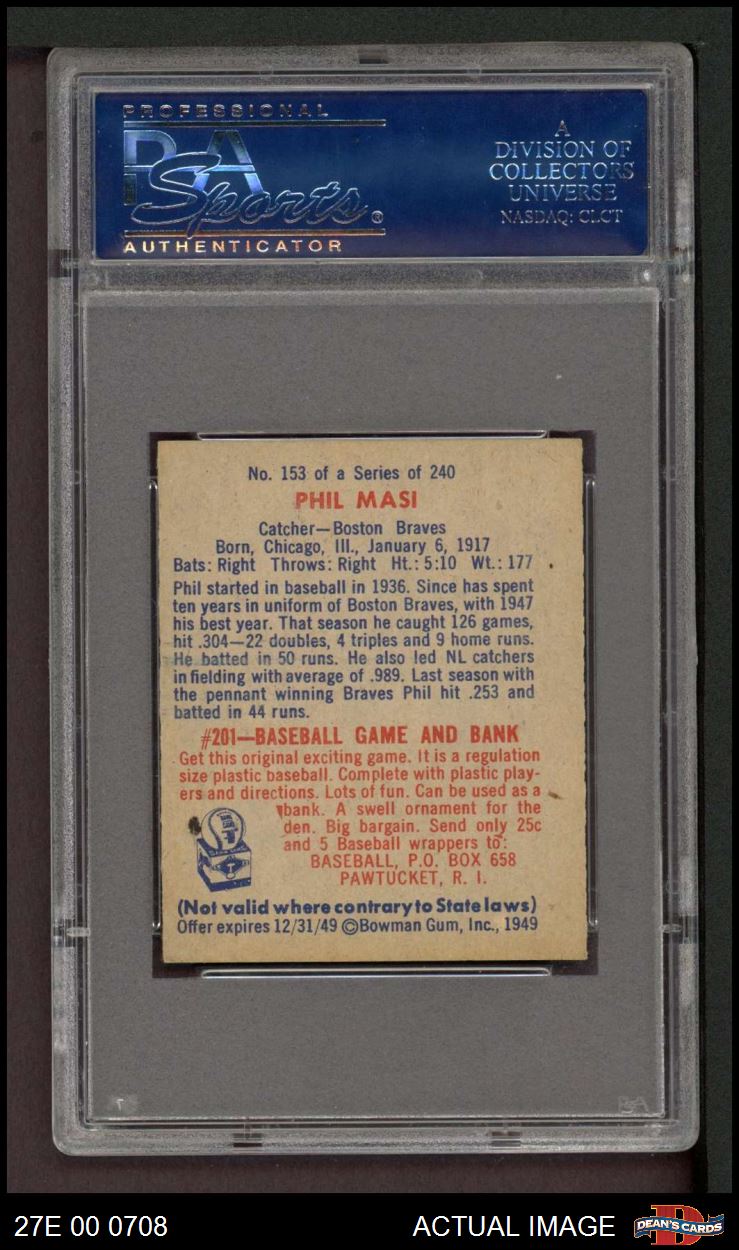 PROFESSIONAL
PSA
Sports®
AUTHENTICATOR
A
DIVISION OF
COLLECTORS
UNIVERSE
NASDAQ: CLCT
No. 153 of a Series of 240
PHIL MASI
Catcher—Boston Braves
Born, Chicago, Ill., January 6, 1917
Bats: Right Throws: Right Ht.: 5:10 Wt.: 177
Phil started in baseball in 1936. Since has spent
ten years in uniform of Boston Braves, with 1947
his best year. That season he caught 126 games,
hit .304—22 doubles, 4 triples and 9 home runs.
He batted in 50 runs. He also led NL catchers
in fielding with average of .989. Last season with
the pennant winning Braves Phil hit .253 and
batted in 44 runs.
#201—BASEBALL GAME AND BANK
Get this original exciting game. It is a regulation
size plastic baseball. Complete with plastic play-
ers and directions. Lots of fun. Can be used as a
bank. A swell ornament for the
den. Big bargain. Send only 25c
and 5 Baseball wrappers to:
BASEBALL, P.O. BOX 658
PAWTUCKET, R. I.
(Not valid where contrary to State laws)
Offer expires 12/31/49 ©Bowman Gum, Inc., 1949
27E 00 0708
ACTUAL IMAGE
DEAN'S CARDS